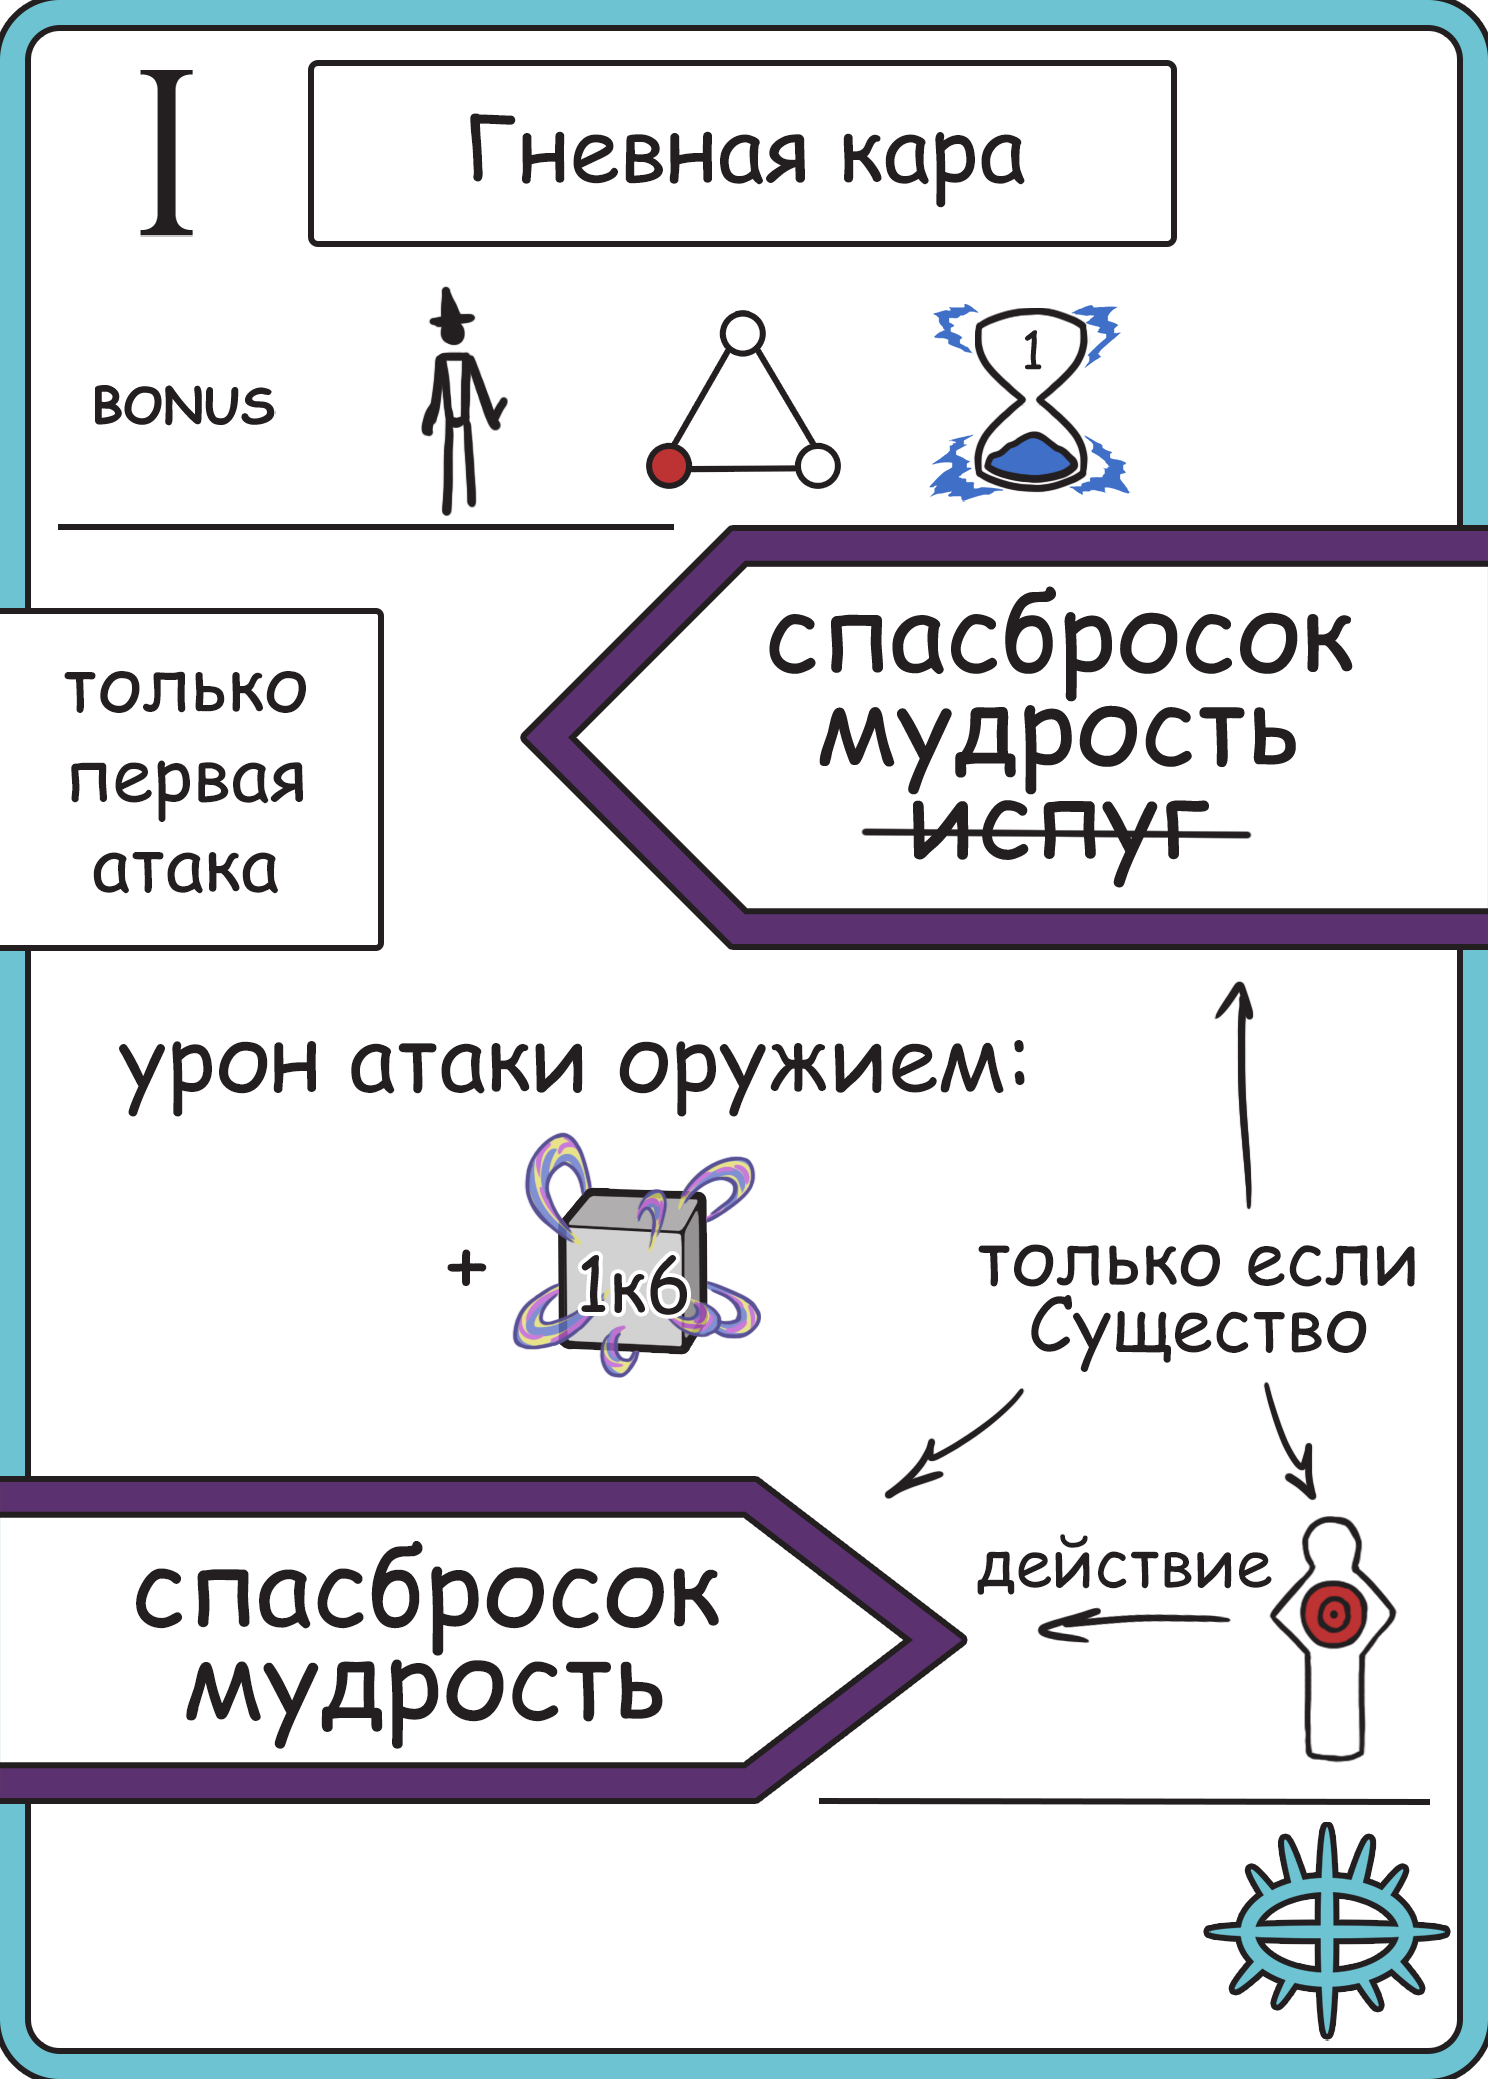 I
Гневная кара
BONUS
1
спасбросок
мудрость
испуг
только
первая
атака
урон атаки оружием:
+ 1к6
только если
Существо
действие
спасбросок
мудрость